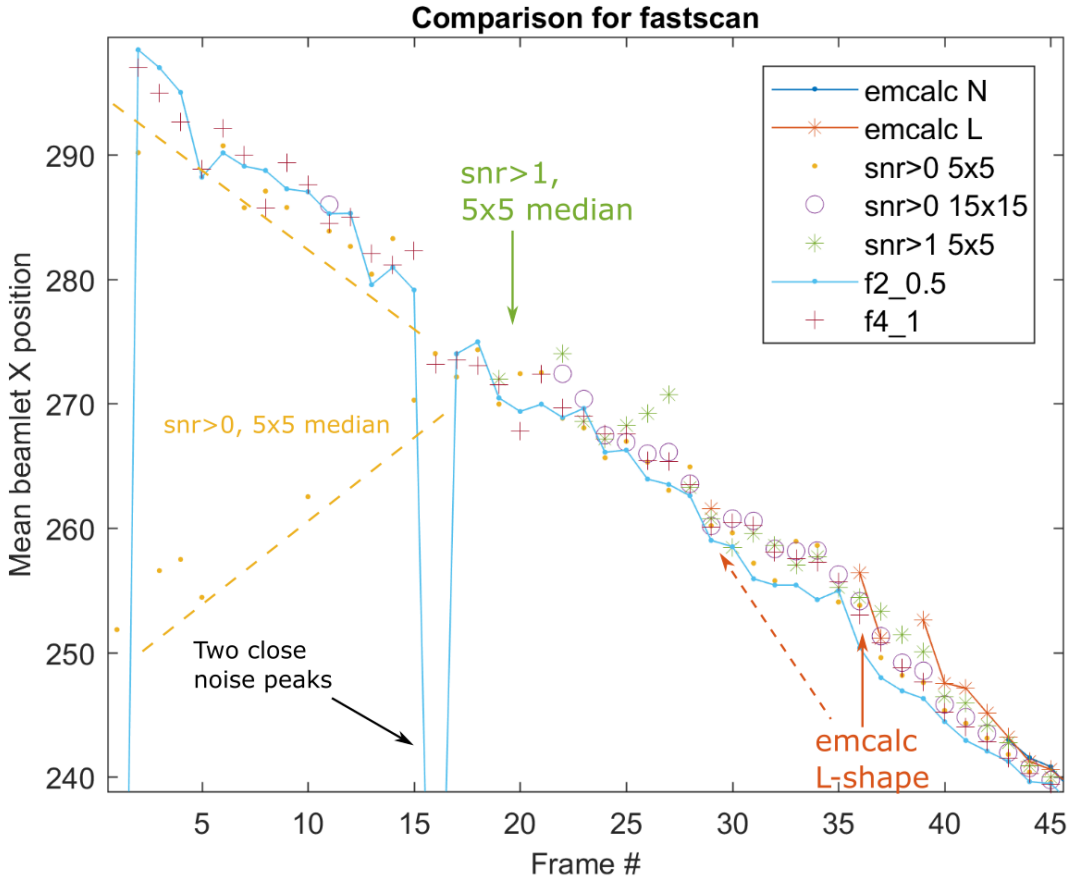 Comparison for fastscan
Mean beamlet X position
290
280
270
260
250
240
5
10
15
20
25
30
35
40
45
Frame #
emcalc N
emcalc L
snr>0 5x5
snr>0 15x15
snr>1 5x5
f2_0.5
f4_1
snr>1,
5x5 median
snr>0, 5x5 median
Two close
noise peaks
emcalc
L-shape